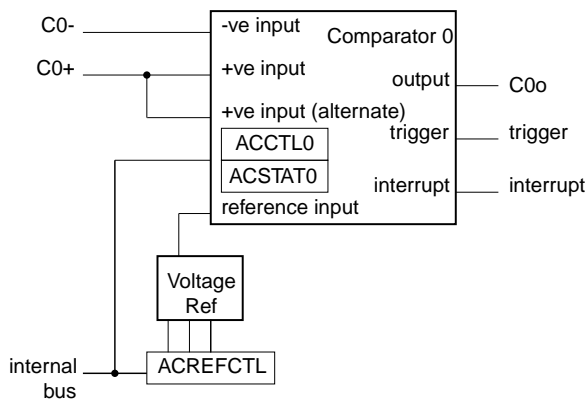 C0-
-ve input
Comparator 0
C0+
+ve input
output
C0o
+ve input (alternate)
trigger
trigger
ACCTL0
ACSTAT0
interrupt
interrupt
reference input
Voltage
Ref
internal
bus
ACREFCTL